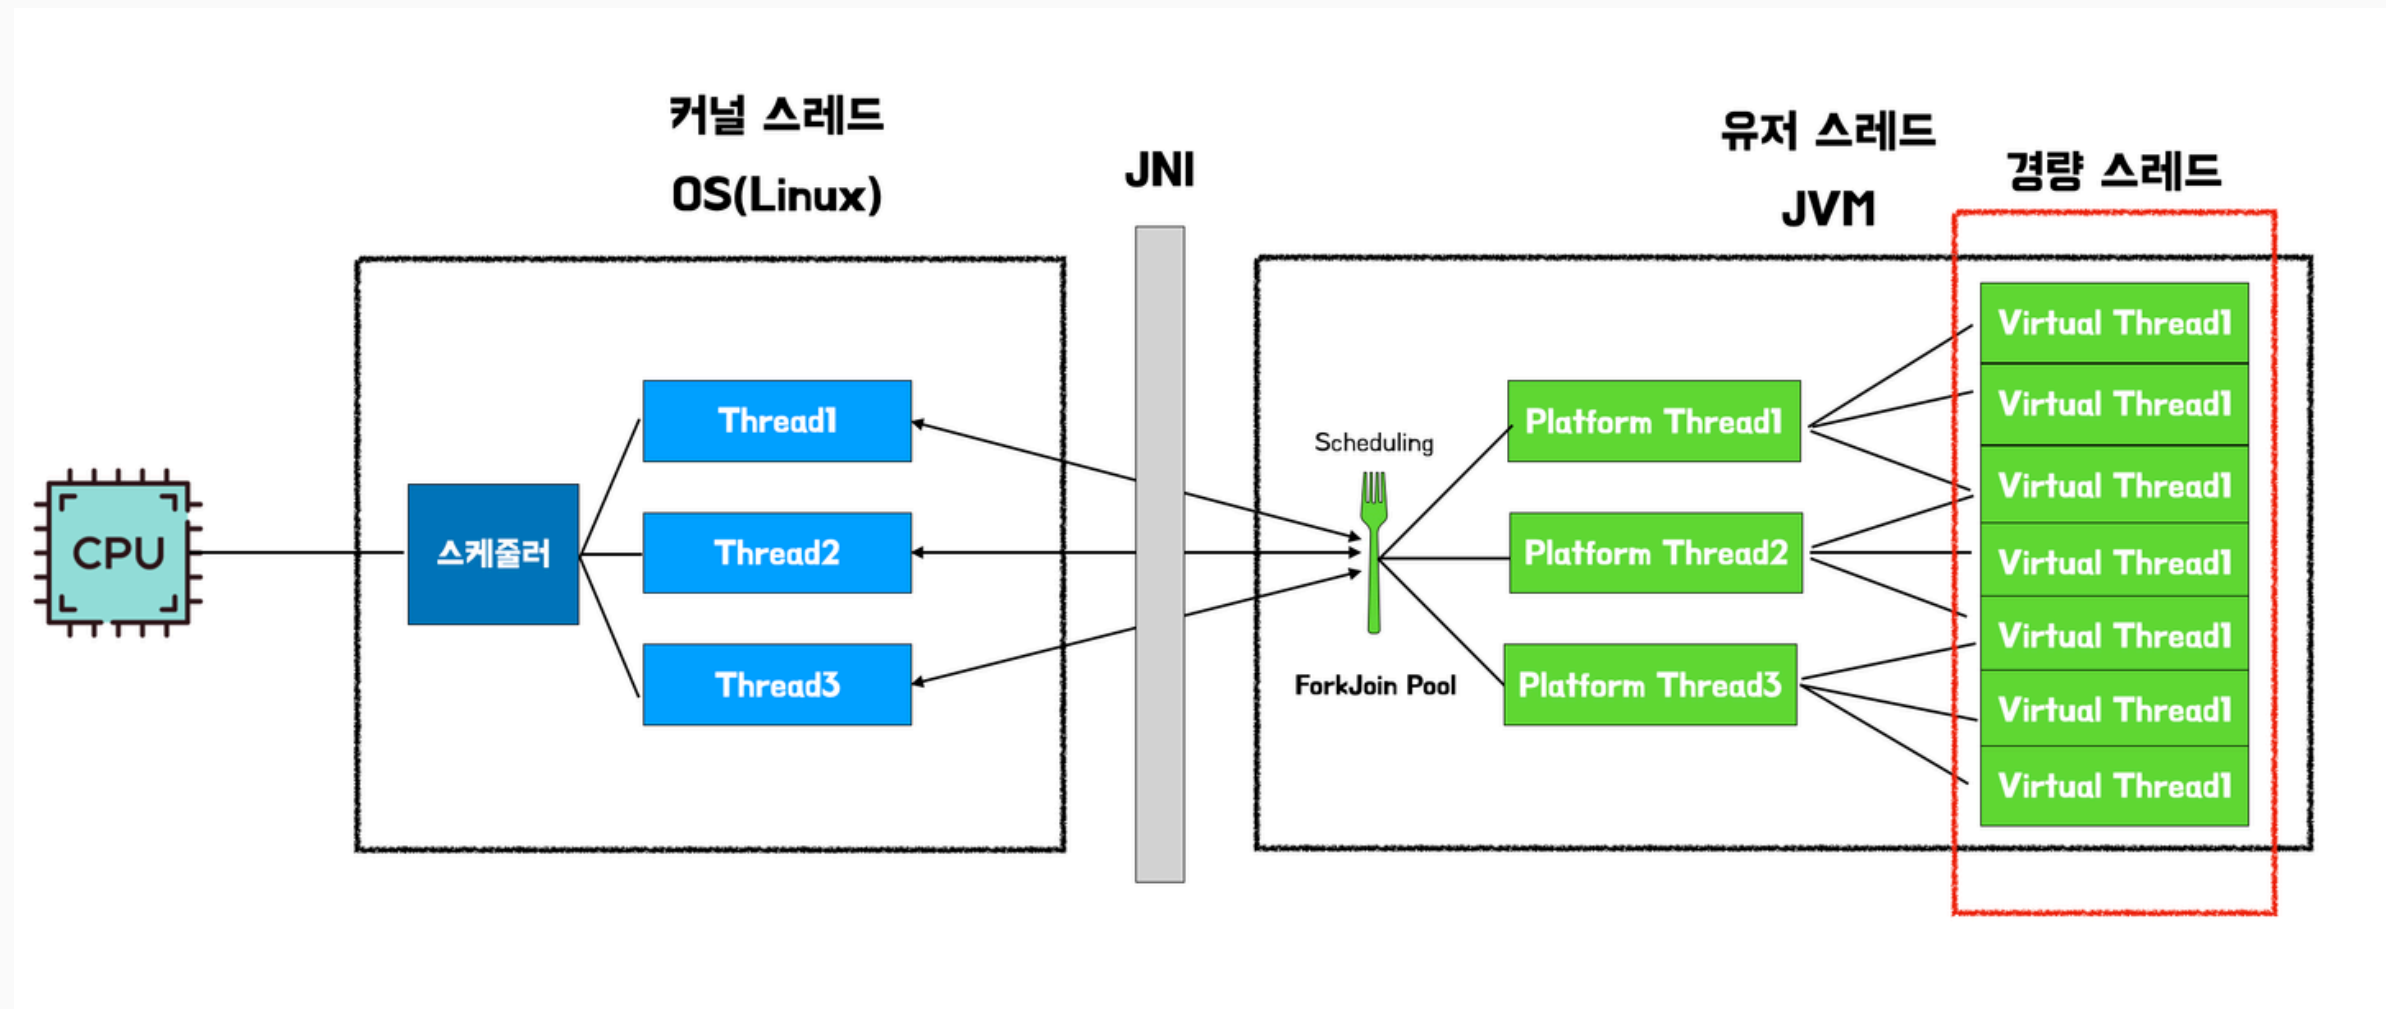 커널 스레드
OS(Linux)
JNI
유저 스레드
JVM
경량 스레드
CPU
스케줄러
Thread1
Thread2
Thread3
Scheduling
ForkJoin Pool
Platform Thread1
Platform Thread2
Platform Thread3
Virtual Thread1
Virtual Thread1
Virtual Thread1
Virtual Thread1
Virtual Thread1
Virtual Thread1
Virtual Thread1